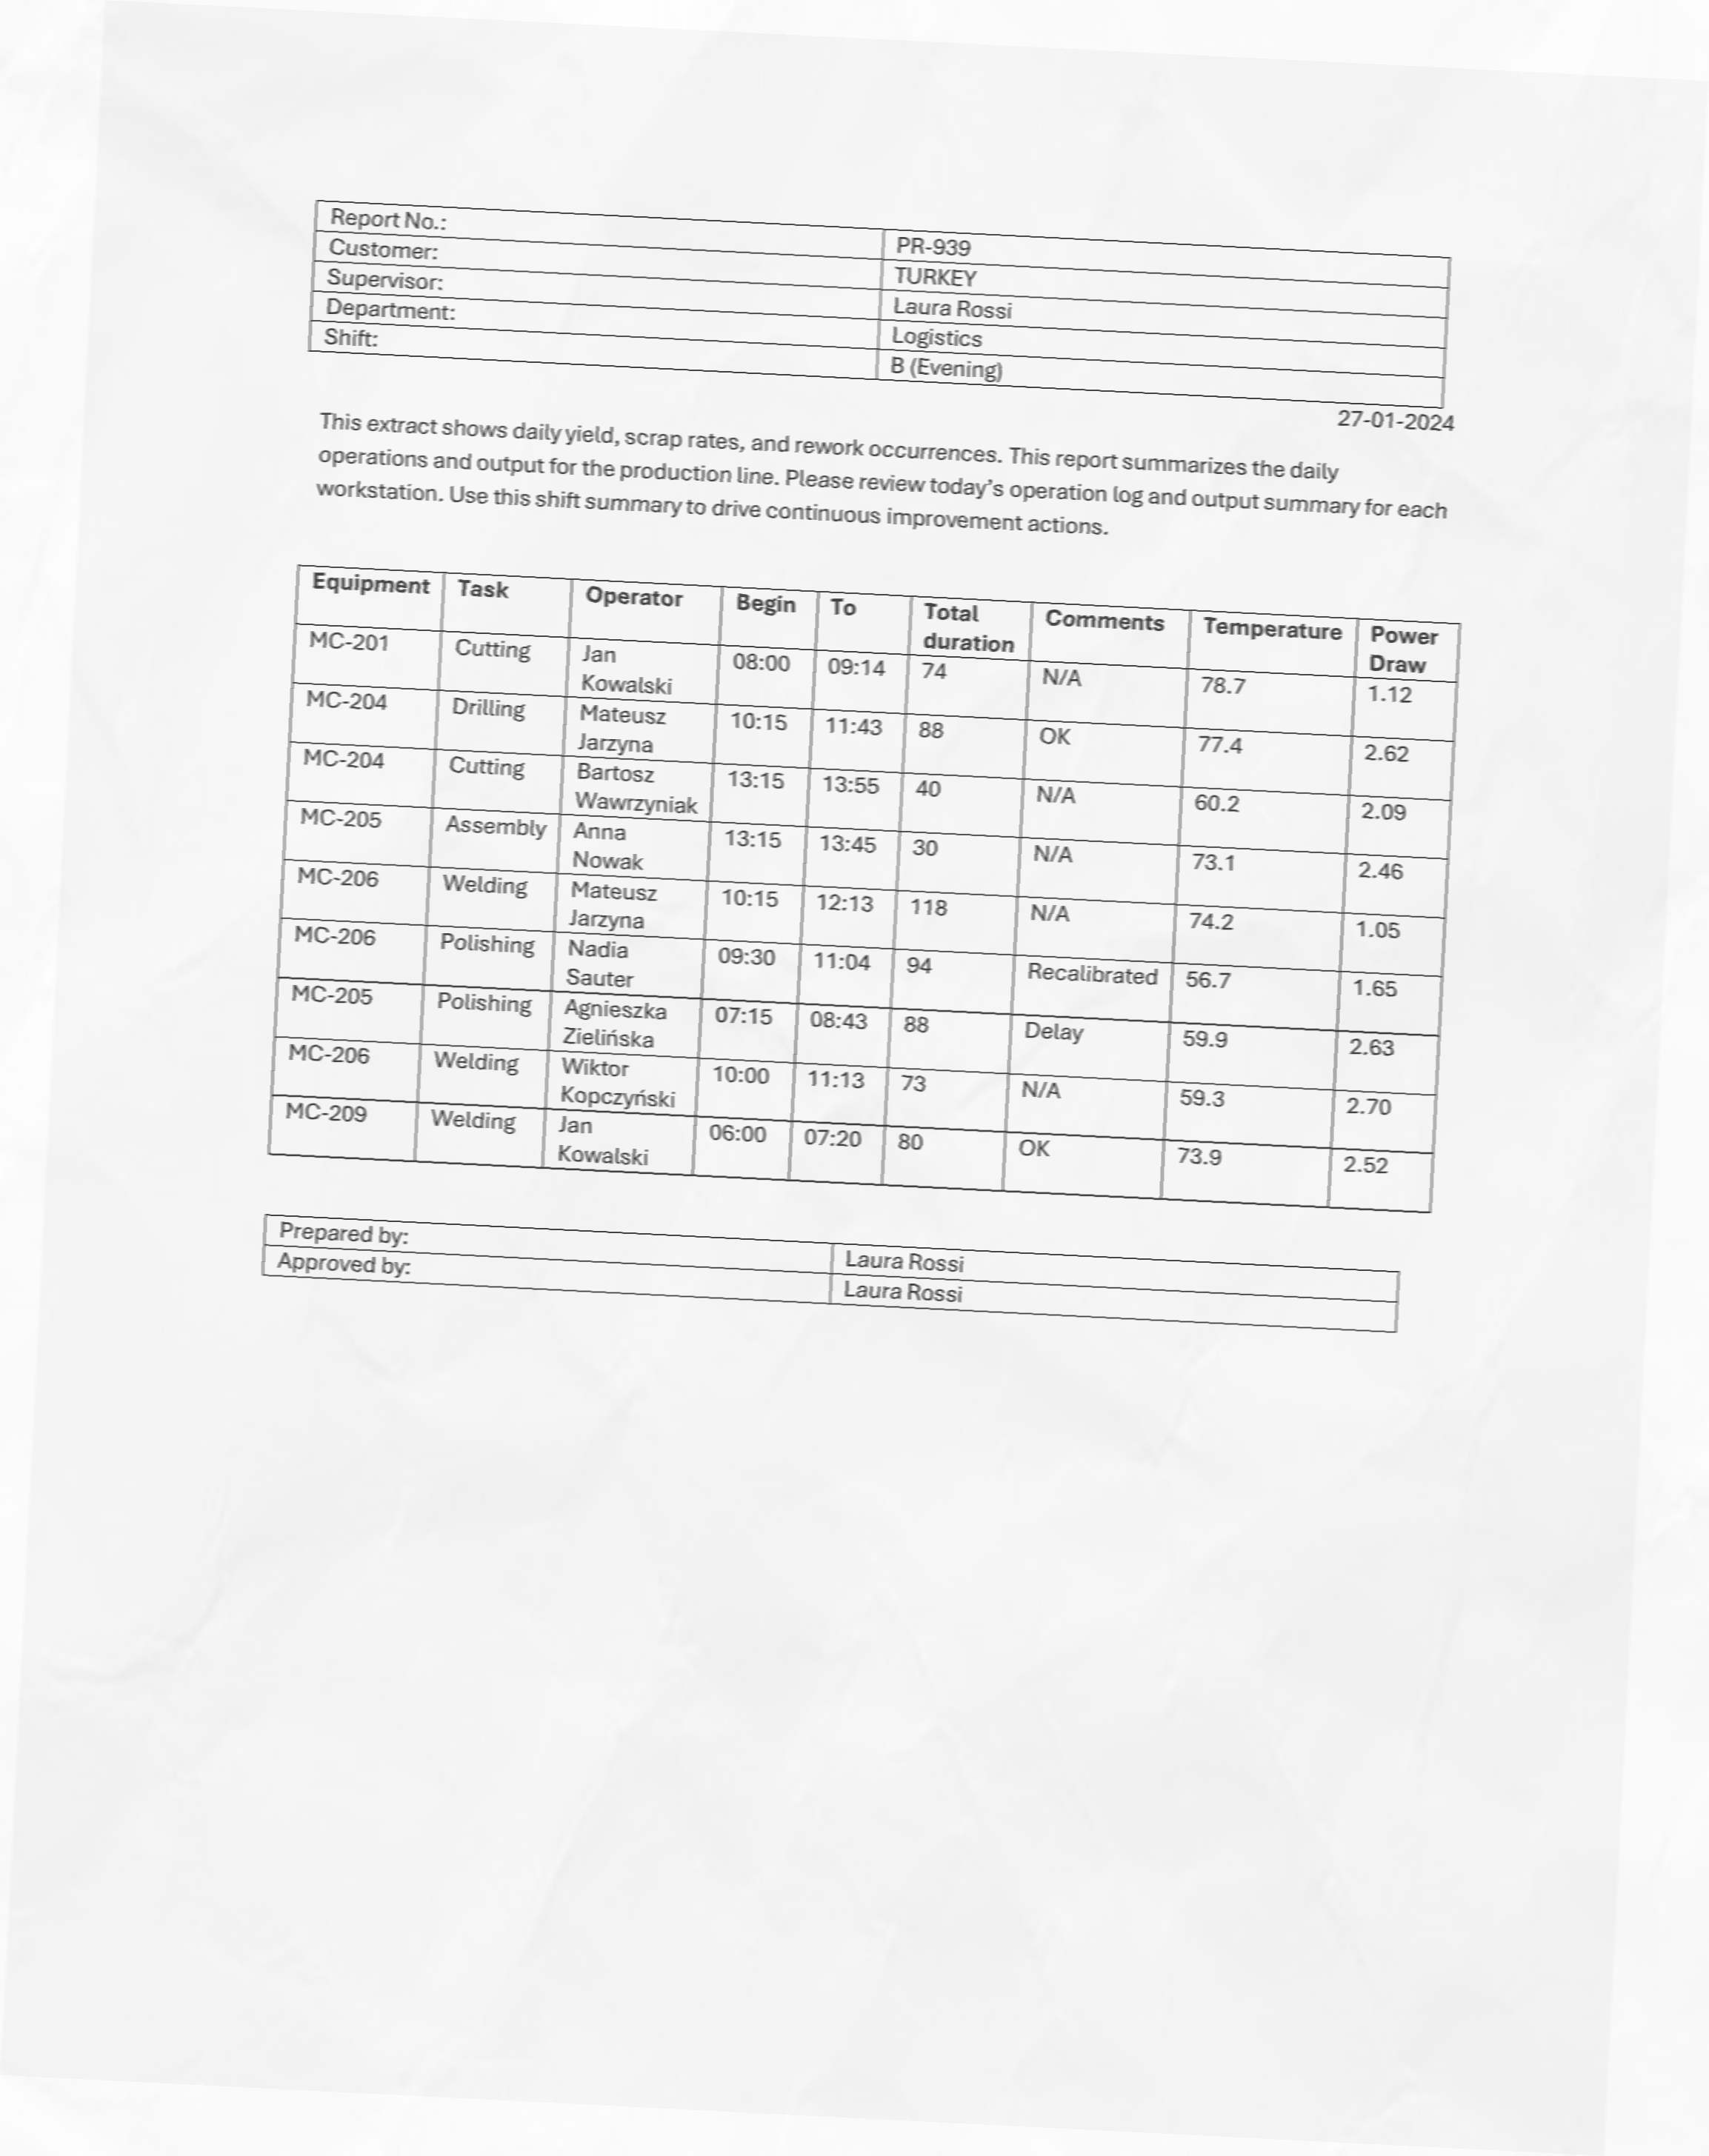 Report No.: PR-939
Customer: TURKEY
Supervisor: Laura Rossi
Department: Logistics
Shift: B (Evening)
27-01-2024
This extract shows daily yield, scrap rates, and rework occurrences. This report summarizes the daily
operations and output for the production line. Please review today's operation log and output summary for each
workstation. Use this shift summary to drive continuous improvement actions.
Equipment Task Operator Begin To Total duration Comments Temperature Power Draw
MC-201 Cutting Jan Kowalski 08:00 09:14 74 N/A 78.7 1.12
MC-204 Drilling Mateusz Jarzyna 10:15 11:43 88 OK 77.4 2.62
MC-204 Cutting Bartosz Wawrzyniak 13:15 13:55 40 N/A 60.2 2.09
MC-205 Assembly Anna Nowak 13:15 13:45 30 N/A 73.1 2.46
MC-206 Welding Mateusz Jarzyna 10:15 12:13 118 N/A 74.2 1.05
MC-206 Polishing Nadia Sauter 09:30 11:04 94 Recalibrated 56.7 1.65
MC-205 Polishing Agnieszka Zielińska 07:15 08:43 88 Delay 59.9 2.63
MC-206 Welding Wiktor Kopczyński 10:00 11:13 73 N/A 59.3 2.70
MC-209 Welding Jan Kowalski 06:00 07:20 80 OK 73.9 2.52
Prepared by: Laura Rossi
Approved by: Laura Rossi